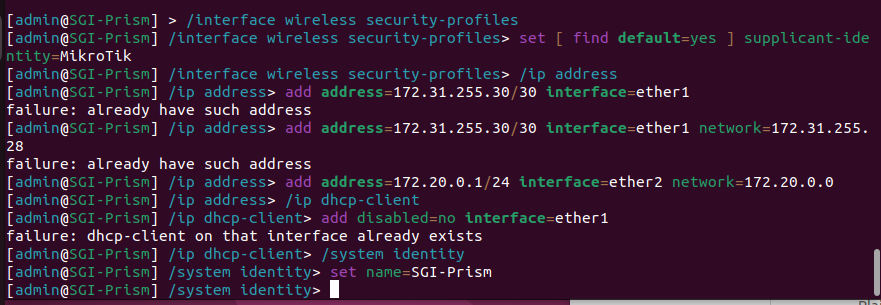 [admin@SGI-Prism] > /interface wireless security-profiles
[admin@SGI-Prism] /interface wireless security-profiles> set [ find default=yes ] supplicant-ide
ntity=MikroTik
[admin@SGI-Prism] /interface wireless security-profiles> /ip address
[admin@SGI-Prism] /ip address> add address=172.31.255.30/30 interface=ether1
failure: already have such address
[admin@SGI-Prism] /ip address> add address=172.31.255.30/30 interface=ether1 network=172.31.255.
28
failure: already have such address
[admin@SGI-Prism] /ip address> add address=172.20.0.1/24 interface=ether2 network=172.20.0.0
[admin@SGI-Prism] /ip address> /ip dhcp-client
[admin@SGI-Prism] /ip dhcp-client> add disabled=no interface=ether1
failure: dhcp-client on that interface already exists
[admin@SGI-Prism] /ip dhcp-client> /system identity
[admin@SGI-Prism] /system identity> set name=SGI-Prism
[admin@SGI-Prism] /system identity>